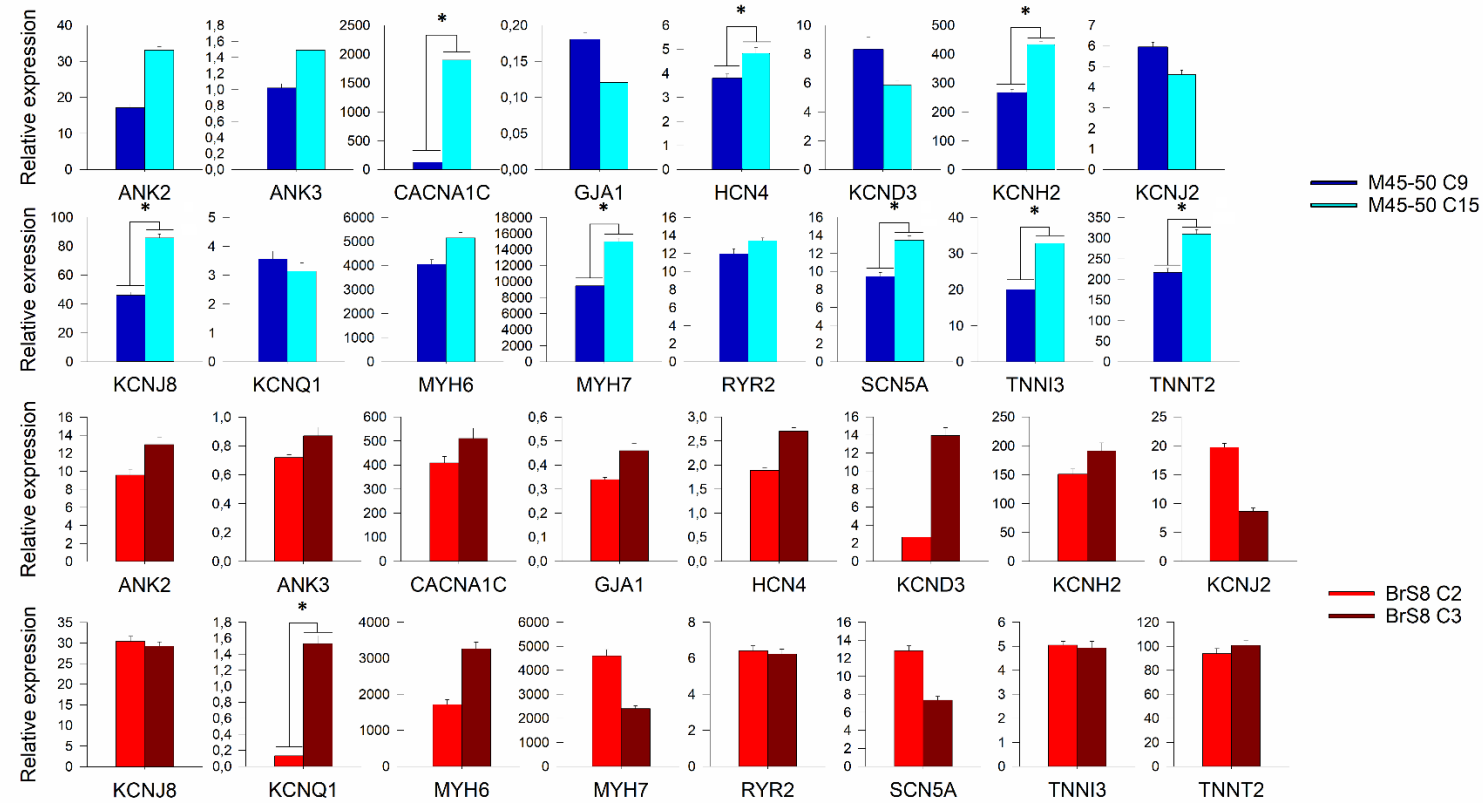 Relative expression
40 30 20 10 0
ANK2
1,8 1,6 1,4 1,2 1,0 0,8 0,6 0,4 0,2 0,0
ANK3
2500 2000 1500 1000 500 0
*
CACNA1C
0,20 0,15 0,10 0,05 0,00
GJA1
6 5 4 3 2 1 0
*
HCN4
10 8 6 4 2 0
KCND3
500 400 300 200 100 0
*
KCNH2
7 6 5 4 3 2 1 0
KCNJ2
M45-50 C9
M45-50 C15
Relative expression
100 80 60 40 20 0
*
KCNJ8
5 4 3 2 1 0
KCNQ1
6000 5000 4000 3000 2000 1000 0
MYH6
18000 16000 14000 12000 10000 8000 6000 4000 2000 0
*
MYH7
16 14 12 10 8 6 4 2 0
RYR2
16 14 12 10 8 6 4 2 0
*
SCN5A
40 30 20 10 0
*
TNNI3
350 300 250 200 150 100 50 0
*
TNNT2
Relative expression
16 14 12 10 8 6 4 2 0
ANK2
1,0 0,8 0,6 0,4 0,2 0,0
ANK3
600 500 400 300 200 100 0
CACNA1C
0,6 0,5 0,4 0,3 0,2 0,1 0,0
GJA1
3,0 2,5 2,0 1,5 1,0 0,5 0,0
HCN4
16 14 12 10 8 6 4 2 0
KCND3
250 200 150 100 50 0
KCNH2
25 20 15 10 5 0
KCNJ2
BrS8 C2
BrS8 C3
Relative expression
35 30 25 20 15 10 5 0
KCNJ8
1,8 1,6 1,4 1,2 1,0 0,8 0,6 0,4 0,2 0,0
*
KCNQ1
4000 3000 2000 1000 0
MYH6
6000 5000 4000 3000 2000 1000 0
MYH7
8 6 4 2 0
RYR2
16 14 12 10 8 6 4 2 0
SCN5A
6 5 4 3 2 1 0
TNNI3
120 100 80 60 40 20 0
TNNT2